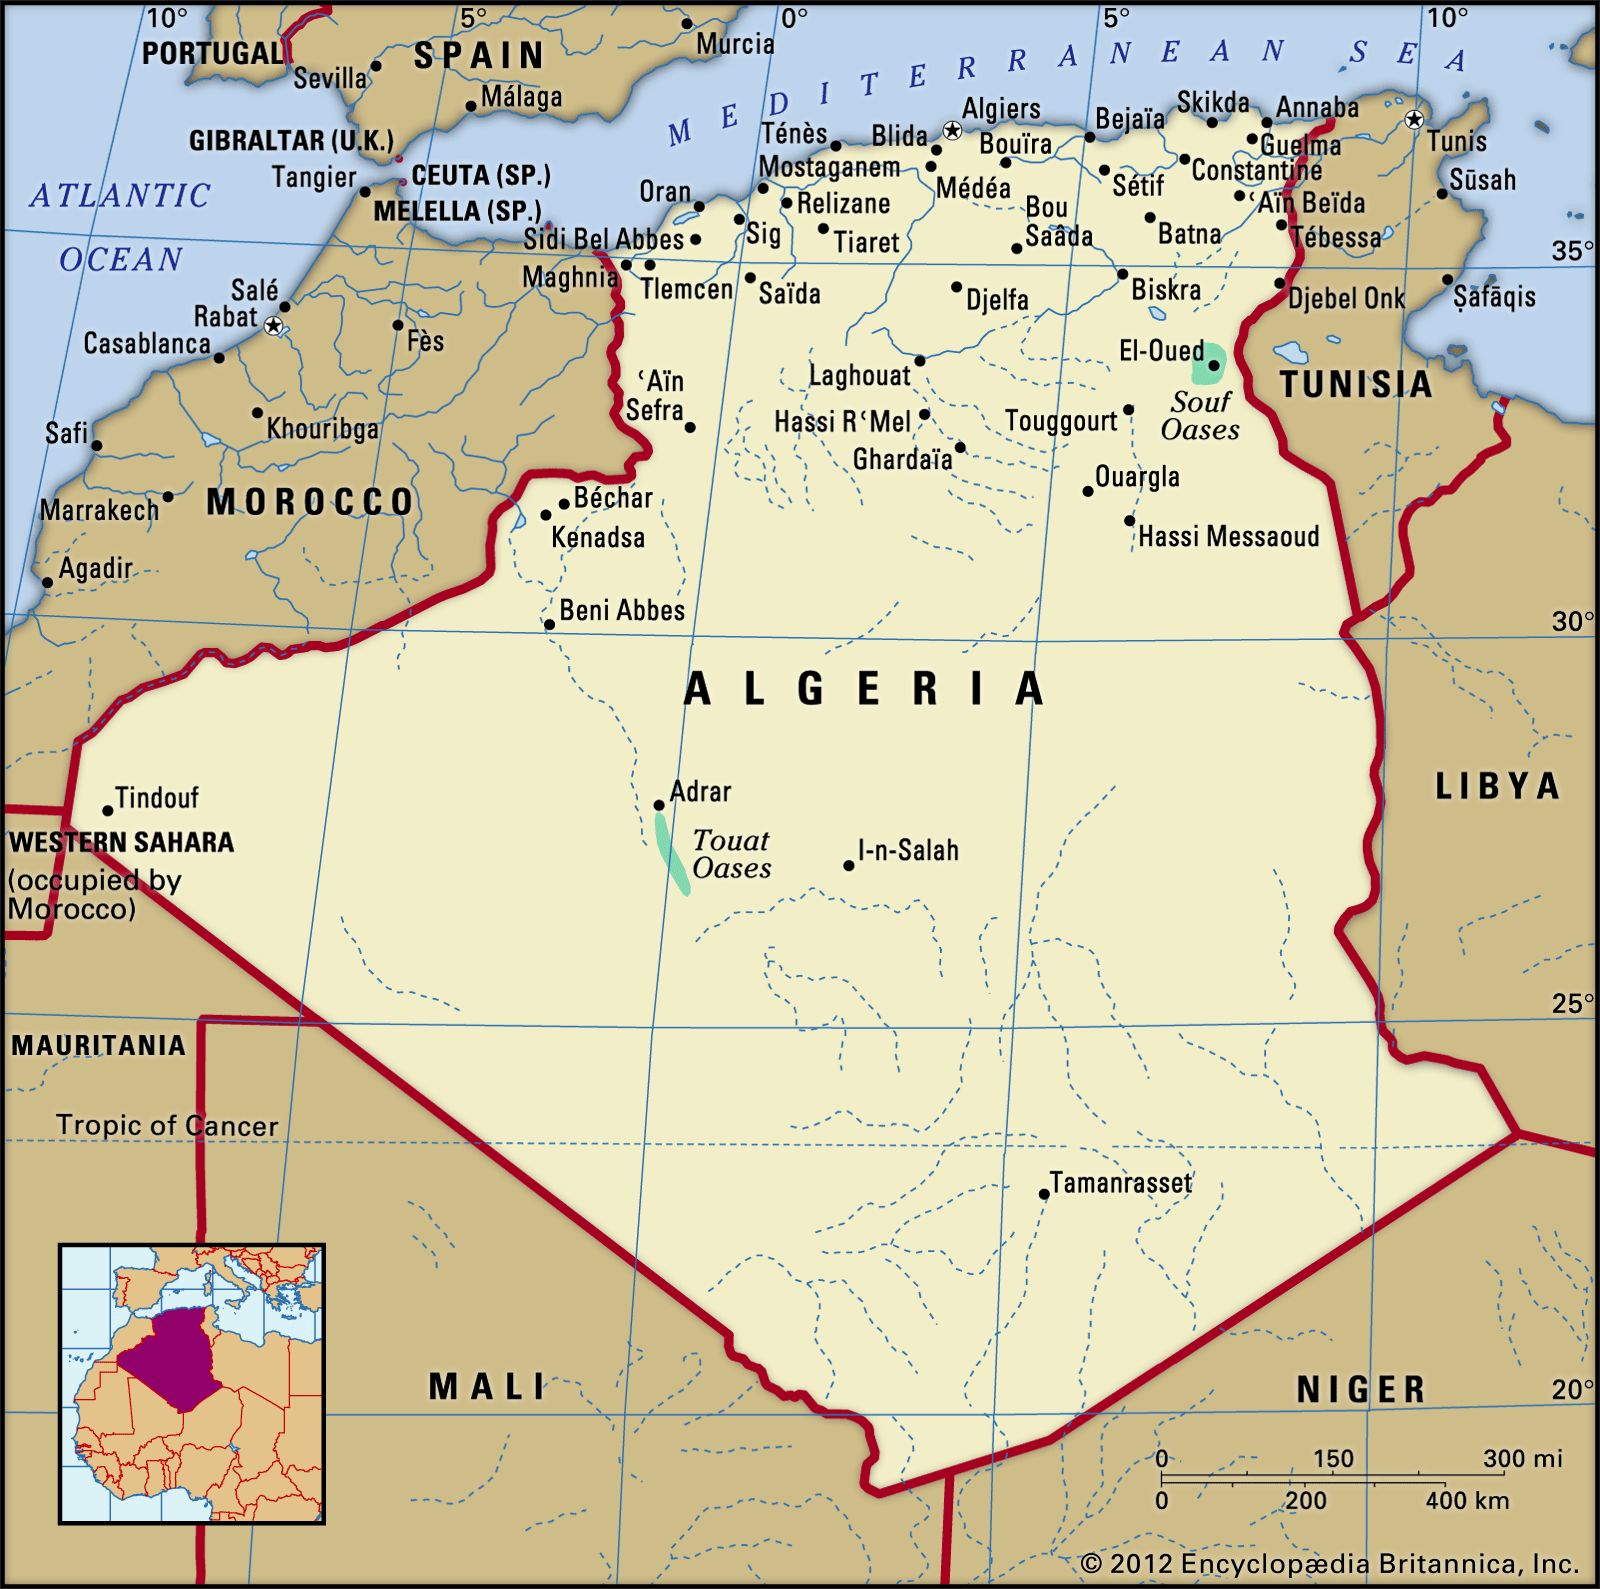 10°
5°
0°
5°
10°
PORTUGAL
SPAIN
Murcia
Sevilla
Málaga
MEDITERRANEAN SEA
GIBRALTAR (U.K.)
Tangier
CEUTA (SP.)
MELELLA (SP.)
ATLANTIC
OCEAN
Algiers
Ténès
Blida
Bouïra
Bejaïa
Skikda
Annaba
Guelma
Tunis
Mostaganem
Médéa
Sétif
Constantine
Sūsah
Oran
Relizane
Bou
Saâda
ʿAïn Beïda
Sidi Bel Abbes
Sig
Tiaret
Batna
Tébessa
35°
Maghnia
Tlemcen
Saïda
Djelfa
Biskra
Djebel Onk
Ṣafāqis
Salé
Rabat
Casablanca
Fès
El-Oued
Souf
Oases
TUNISIA
ʿAïn
Sefra
Laghouat
Hassi RʿMel
Touggourt
Ghardaïa
Khouribga
Safi
Marrakech
MOROCCO
Ouargla
Béchar
Kenadsa
Hassi Messaoud
Agadir
Beni Abbes
30°
ALGERIA
LIBYA
Tindouf
Adrar
Touat
Oases
I-n-Salah
WESTERN SAHARA
(occupied by
Morocco)
25°
MAURITANIA
Tropic of Cancer
Tamanrasset
MALI
NIGER
20°
0 150 300 mi
0 200 400 km
© 2012 Encyclopædia Britannica, Inc.